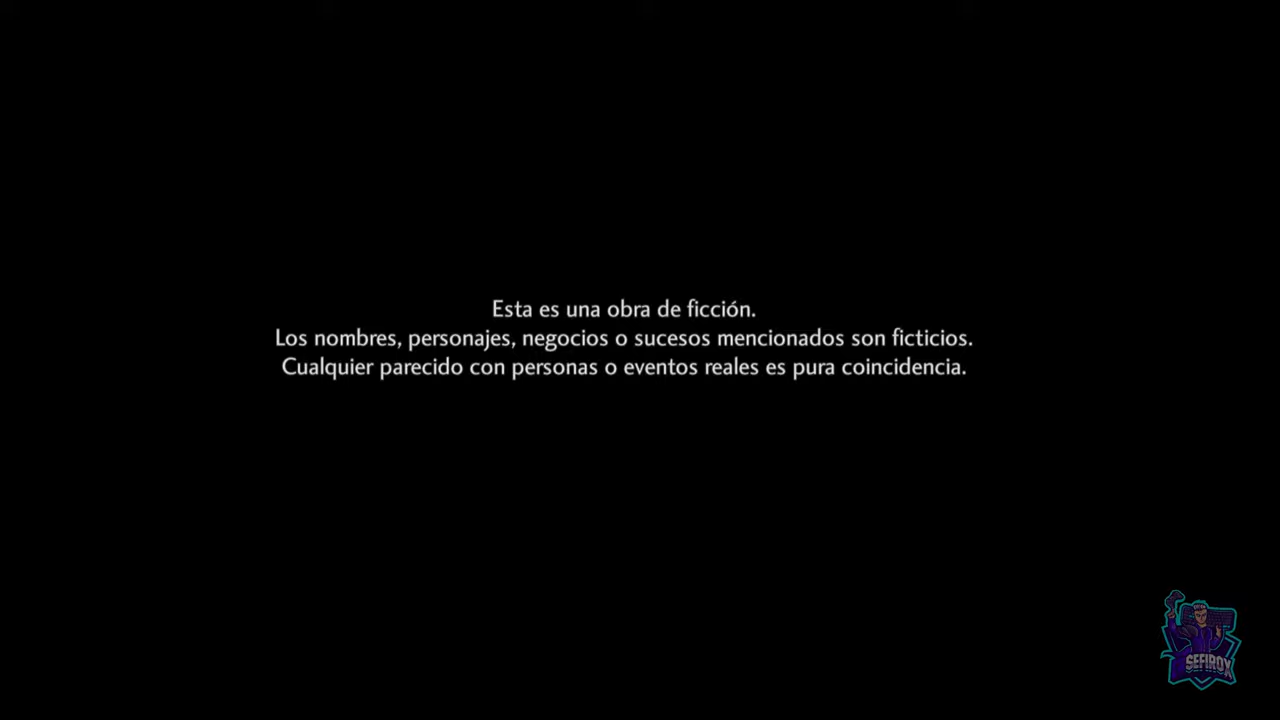 Esta es una obra de ficción.
Los nombres, personajes, negocios o sucesos mencionados son ficticios.
Cualquier parecido con personas o eventos reales es pura coincidencia.
SEFIROX